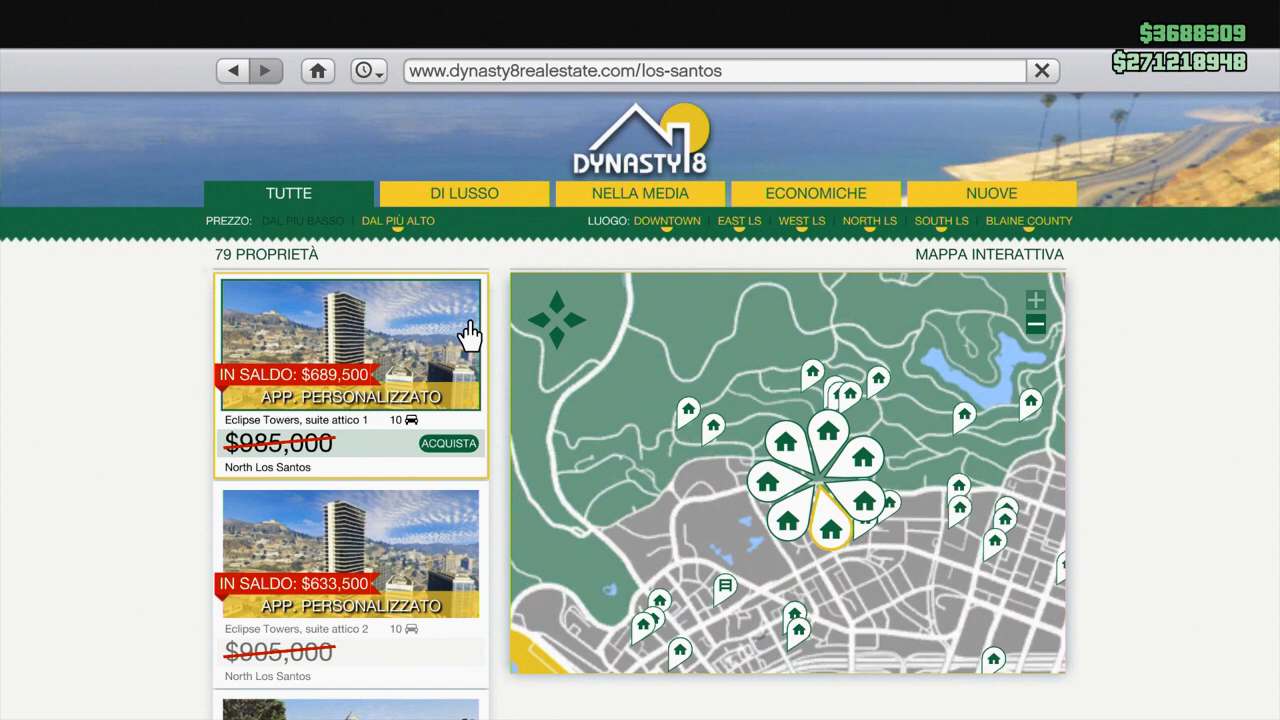 $3688309
$271218948
www.dynasty8realestate.com/los-santos
DYNASTY 8
TUTTE
DI LUSSO
NELLA MEDIA
ECONOMICHE
NUOVE
PREZZO: DAL PIÙ BASSO | DAL PIÙ ALTO
LUOGO: DOWNTOWN | EAST LS | WEST LS | NORTH LS | SOUTH LS | BLAINE COUNTY
79 PROPRIETÀ
MAPPA INTERATTIVA
IN SALDO: $689,500
APP. PERSONALIZZATO
Eclipse Towers, suite attico 1 10
$985,000
ACQUISTA
North Los Santos
IN SALDO: $633,500
APP. PERSONALIZZATO
Eclipse Towers, suite attico 2 10
$905,000
North Los Santos